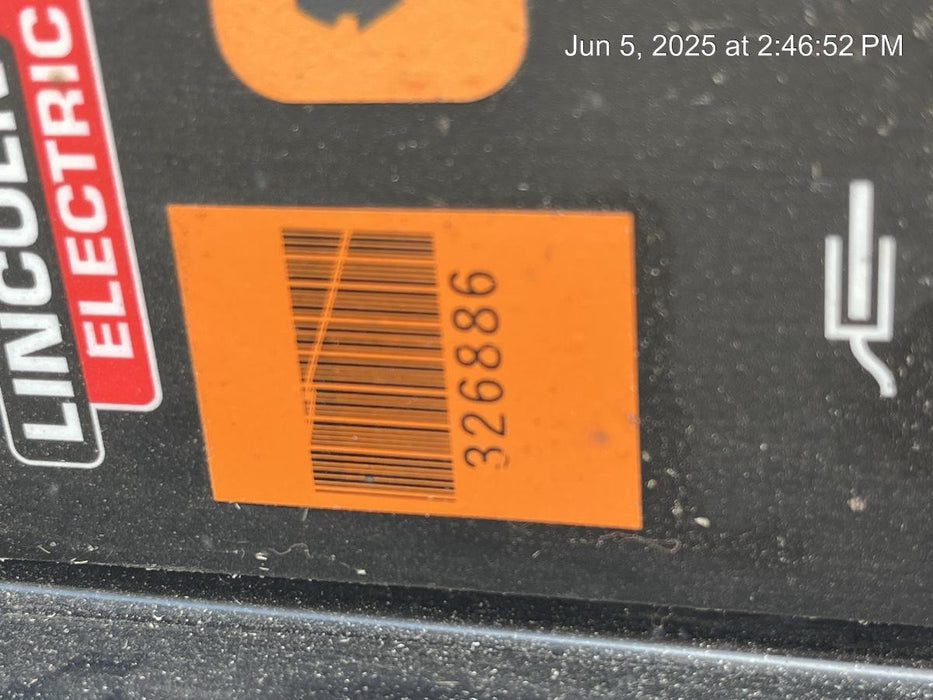 Jun 5, 2025 at 2:46:52 PM
LINCOLN
ELECTRIC
326886